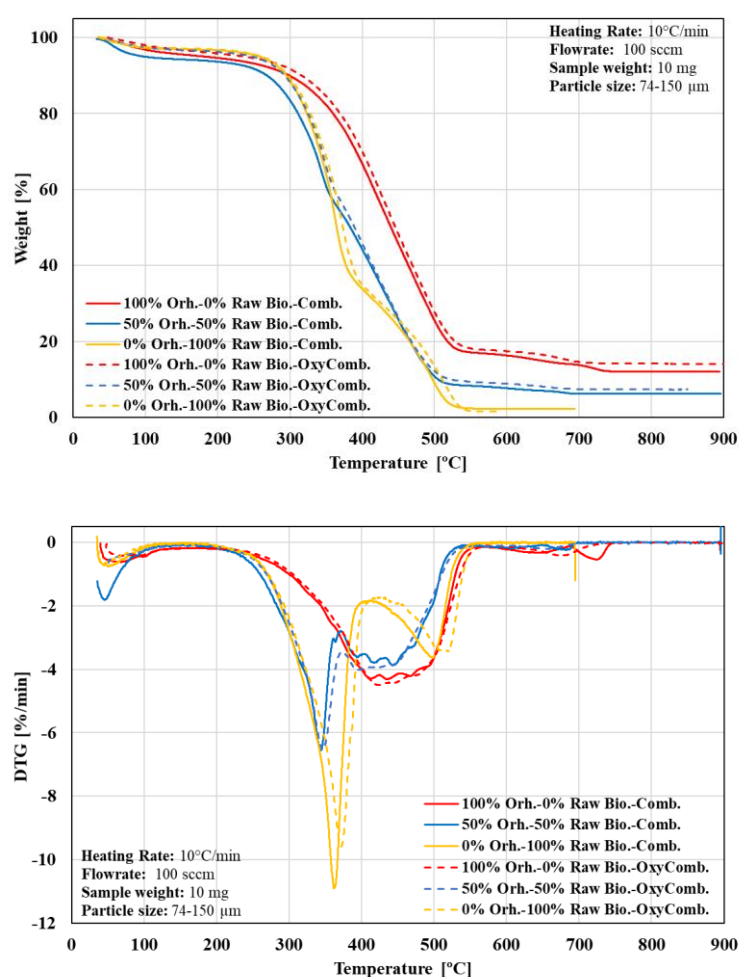 Heating Rate: 10°C/min
Flowrate: 100 sccm
Sample weight: 10 mg
Particle size: 74-150 µm
100
80
60
40
20
0
Weight [%]
100% Orh.-0% Raw Bio.-Comb.
50% Orh.-50% Raw Bio.-Comb.
0% Orh.-100% Raw Bio.-Comb.
100% Orh.-0% Raw Bio.-OxyComb.
50% Orh.-50% Raw Bio.-OxyComb.
0% Orh.-100% Raw Bio.-OxyComb.
0 100 200 300 400 500 600 700 800 900
Temperature [ºC]
0
-2
-4
-6
-8
-10
-12
DTG [%/min]
100% Orh.-0% Raw Bio.-Comb.
50% Orh.-50% Raw Bio.-Comb.
0% Orh.-100% Raw Bio.-Comb.
100% Orh.-0% Raw Bio.-OxyComb.
50% Orh.-50% Raw Bio.-OxyComb.
0% Orh.-100% Raw Bio.-OxyComb.
Heating Rate: 10°C/min
Flowrate: 100 sccm
Sample weight: 10 mg
Particle size: 74-150 µm
0 100 200 300 400 500 600 700 800 900
Temperature [ºC]